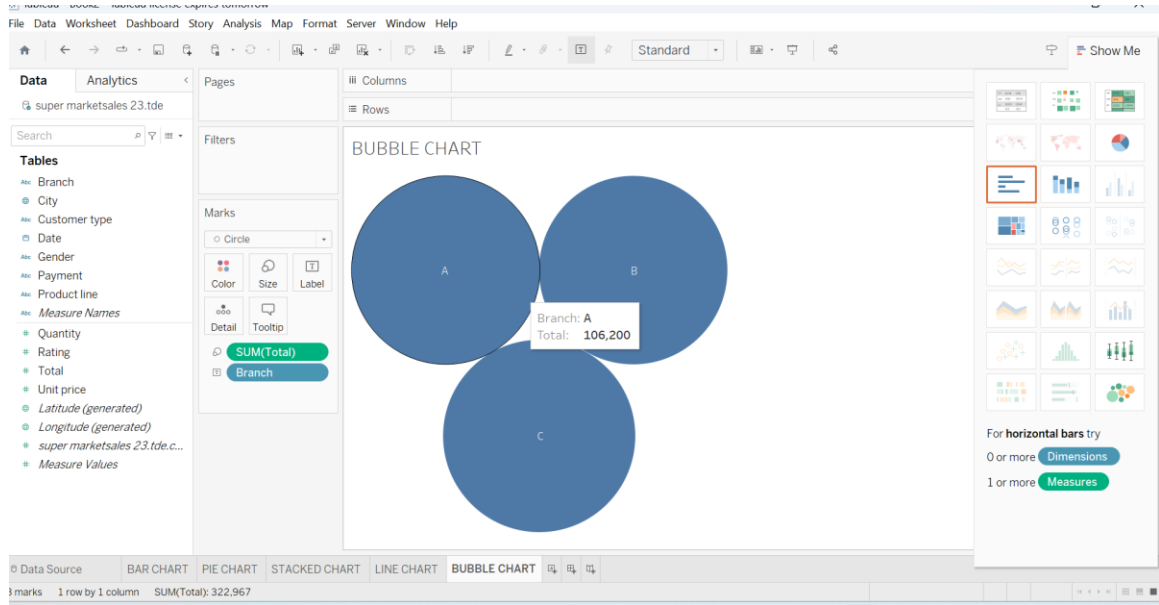 File Data Worksheet Dashboard Story Analysis Map Format Server Window Help
Standard
Show Me
Data Analytics
super marketsales 23.tde
Search
Tables
Branch
City
Customer type
Date
Gender
Payment
Product line
Measure Names
Quantity
Rating
Total
Unit price
Latitude (generated)
Longitude (generated)
super marketsales 23.tde.c...
Measure Values
Pages
Filters
Marks
Circle
Color Size Label
Detail Tooltip
SUM(Total)
Branch
Columns
Rows
BUBBLE CHART
A
B
Branch: A
Total: 106,200
C
For horizontal bars try
0 or more Dimensions
1 or more Measures
Data Source BAR CHART PIE CHART STACKED CHART LINE CHART BUBBLE CHART
marks 1 row by 1 column SUM(Total): 322,967